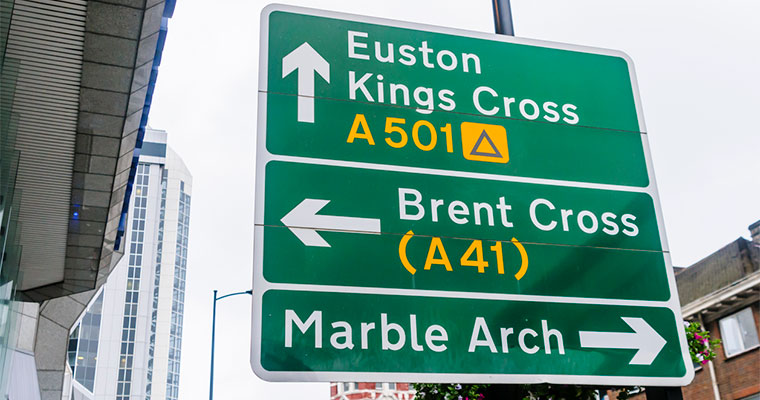 Euston
Kings Cross
A 501
Brent Cross
(A 41)
Marble Arch